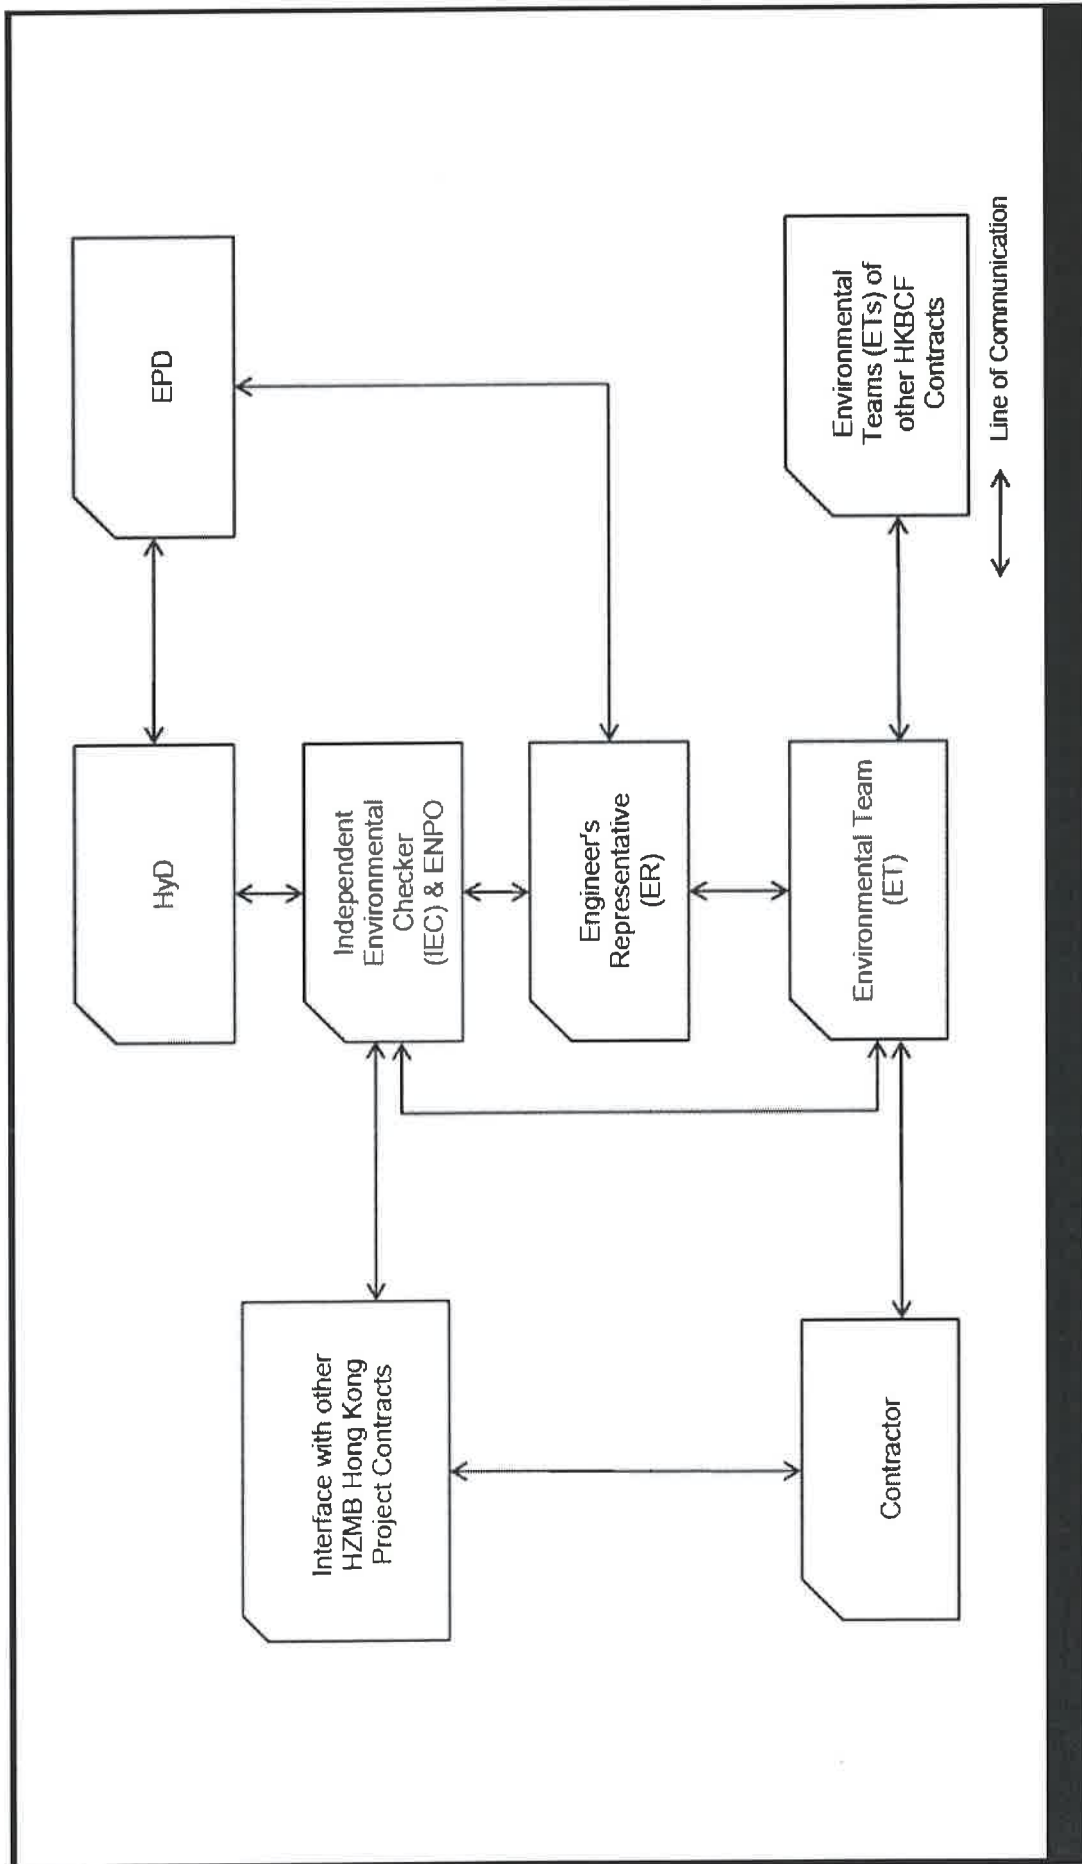 HyD
EPD
Interface with other
HZMB Hong Kong
Project Contracts
Independent
Environmental
Checker
(IEC) & ENPO
Engineer's
Representative
(ER)
Contractor
Environmental Team
(ET)
Environmental
Teams (ETs) of
other HKBCF
Contracts
Line of Communication